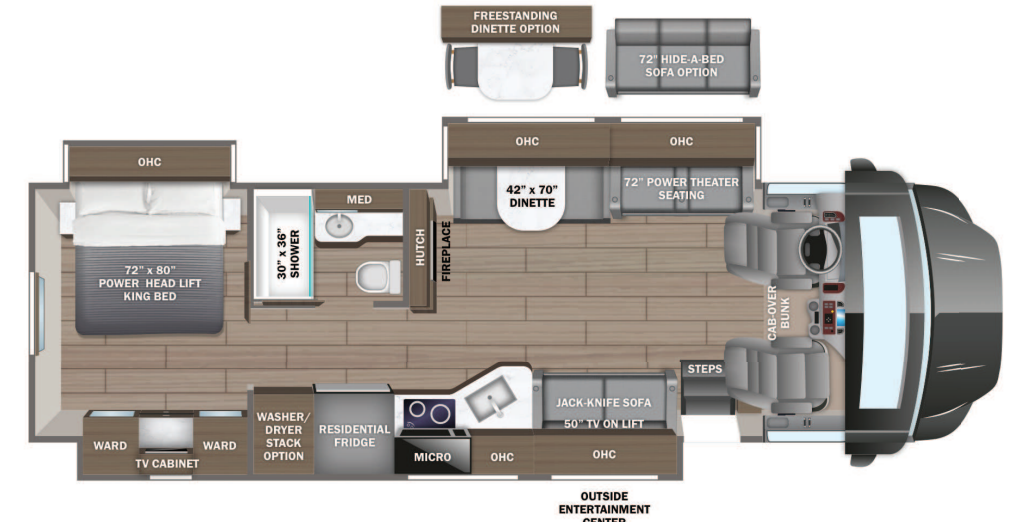 FREESTANDING
DINETTE OPTION
72" HIDE-A-BED
SOFA OPTION
OHC
OHC
OHC
42" x 70"
DINETTE
72" POWER THEATER
SEATING
MED
30" x 36"
SHOWER
HUTCH
FIREPLACE
72" x 80"
POWER HEAD LIFT
KING BED
CAB-OVER
BUNK
STEPS
JACK-KNIFE SOFA
50" TV ON LIFT
WASHER/
DRYER
STACK
OPTION
RESIDENTIAL
FRIDGE
WARD
WARD
TV CABINET
MICRO
OHC
OHC
OUTSIDE
ENTERTAINMENT
CENTER